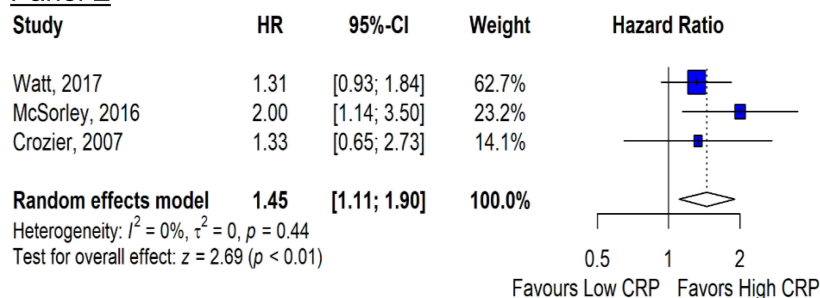 Study HR 95%-CI Weight Hazard Ratio
Watt, 2017 1.31 [0.93; 1.84] 62.7%
McSorley, 2016 2.00 [1.14; 3.50] 23.2%
Crozier, 2007 1.33 [0.65; 2.73] 14.1%
Random effects model 1.45 [1.11; 1.90] 100.0%
Heterogeneity: I² = 0%, τ² = 0, p = 0.44
Test for overall effect: z = 2.69 (p < 0.01)
0.5 1 2
Favours Low CRP Favors High CRP